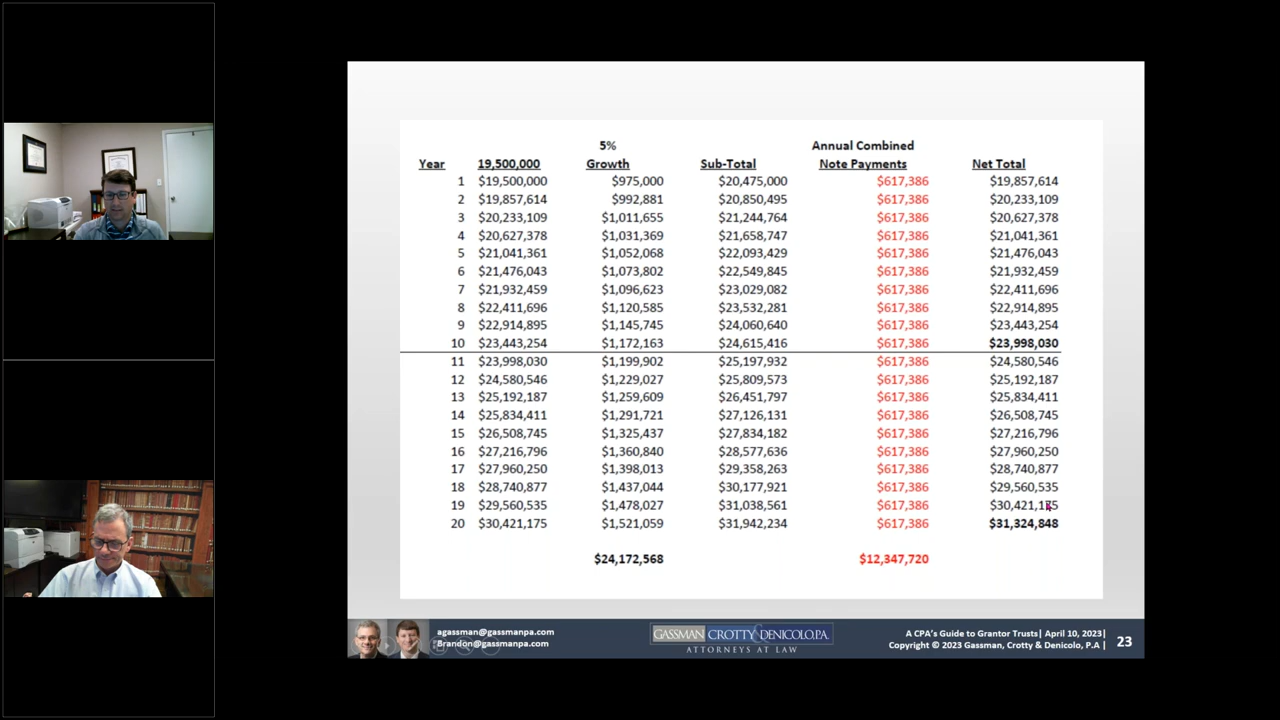 5% Annual Combined
Year 19,500,000 Growth Sub-Total Note Payments Net Total
1 $19,500,000 $975,000 $20,475,000 $617,386 $19,857,614
2 $19,857,614 $992,881 $20,850,495 $617,386 $20,233,109
3 $20,233,109 $1,011,655 $21,244,764 $617,386 $20,627,378
4 $20,627,378 $1,031,369 $21,658,747 $617,386 $21,041,361
5 $21,041,361 $1,052,068 $22,093,429 $617,386 $21,476,043
6 $21,476,043 $1,073,802 $22,549,845 $617,386 $21,932,459
7 $21,932,459 $1,096,623 $23,029,082 $617,386 $22,411,696
8 $22,411,696 $1,120,585 $23,532,281 $617,386 $22,914,895
9 $22,914,895 $1,145,745 $24,060,640 $617,386 $23,443,254
10 $23,443,254 $1,172,163 $24,615,416 $617,386 $23,998,030
11 $23,998,030 $1,199,902 $25,197,932 $617,386 $24,580,546
12 $24,580,546 $1,229,027 $25,809,573 $617,386 $25,192,187
13 $25,192,187 $1,259,609 $26,451,797 $617,386 $25,834,411
14 $25,834,411 $1,291,721 $27,126,131 $617,386 $26,508,745
15 $26,508,745 $1,325,437 $27,834,182 $617,386 $27,216,796
16 $27,216,796 $1,360,840 $28,577,636 $617,386 $27,960,250
17 $27,960,250 $1,398,013 $29,358,263 $617,386 $28,740,877
18 $28,740,877 $1,437,044 $30,177,921 $617,386 $29,560,535
19 $29,560,535 $1,478,027 $31,038,561 $617,386 $30,421,175
20 $30,421,175 $1,521,059 $31,942,234 $617,386 $31,324,848
$24,172,568 $12,347,720
agassman@gassmanpa.com
Brandon@gassmanpa.com
GASSMAN CROTTY & DENICOLO, P.A.
ATTORNEYS AT LAW
A CPA's Guide to Grantor Trusts| April 10, 2023|
Copyright © 2023 Gassman, Crotty & Denicolo, P.A |
23